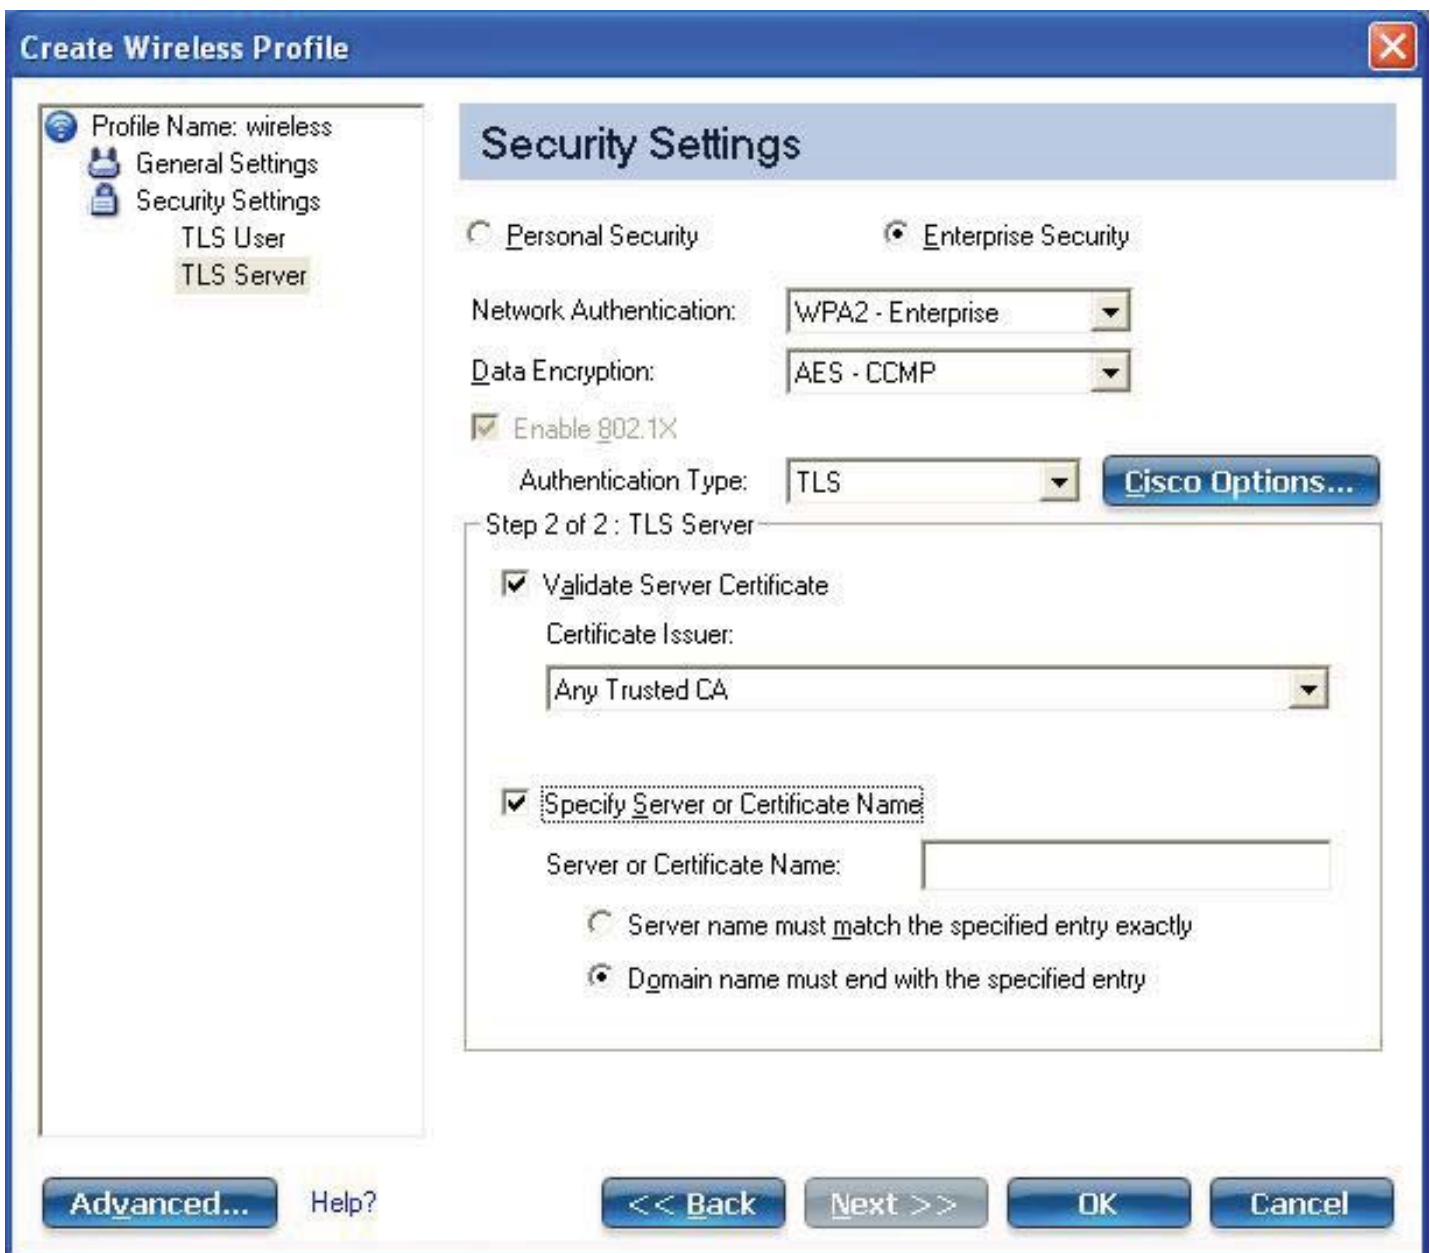 Create Wireless Profile
Profile Name: wireless
General Settings
Security Settings
TLS User
TLS Server
Security Settings
Personal Security
Enterprise Security
Network Authentication:
WPA2 - Enterprise
Data Encryption:
AES - CCMP
Enable 802.1X
Authentication Type:
TLS
Cisco Options...
Step 2 of 2 : TLS Server
Validate Server Certificate
Certificate Issuer:
Any Trusted CA
Specify Server or Certificate Name
Server or Certificate Name:
Server name must match the specified entry exactly
Domain name must end with the specified entry
Advanced...
Help?
<< Back
Next >>
OK
Cancel